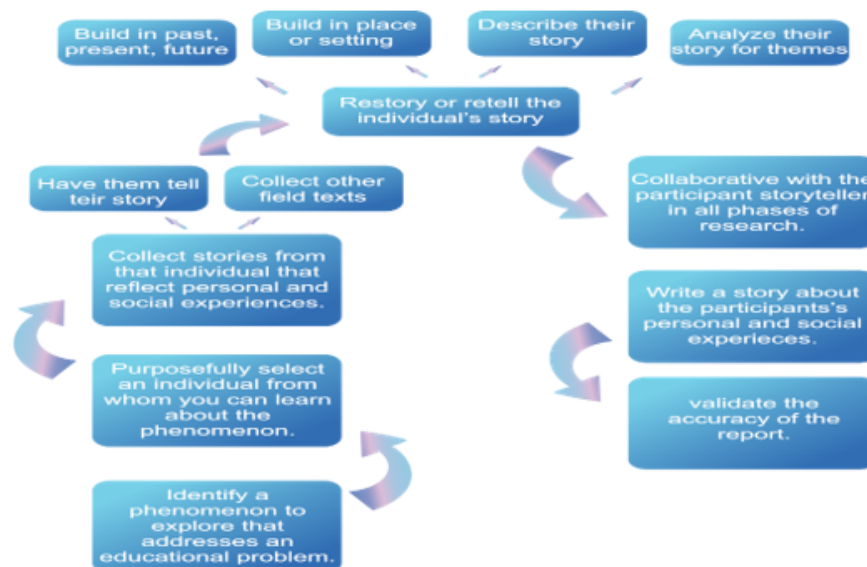 Build in past,
present, future
Build in place
or setting
Describe their
story
Analyze their
story for themes
Restory or retell the
individual's story
Have them tell
teir story
Collect other
field texts
Collaborative with the
participant storyteller
in all phases of
research.
Collect stories from
that individual that
reflect personal and
social experiences.
Write a story about
the participants's
personal and social
experieces.
Purposefully select
an individual from
whom you can learn
about the
phenomenon.
validate the
accuracy of the
report.
Identify a
phenomenon to
explore that
addresses an
educational problem.